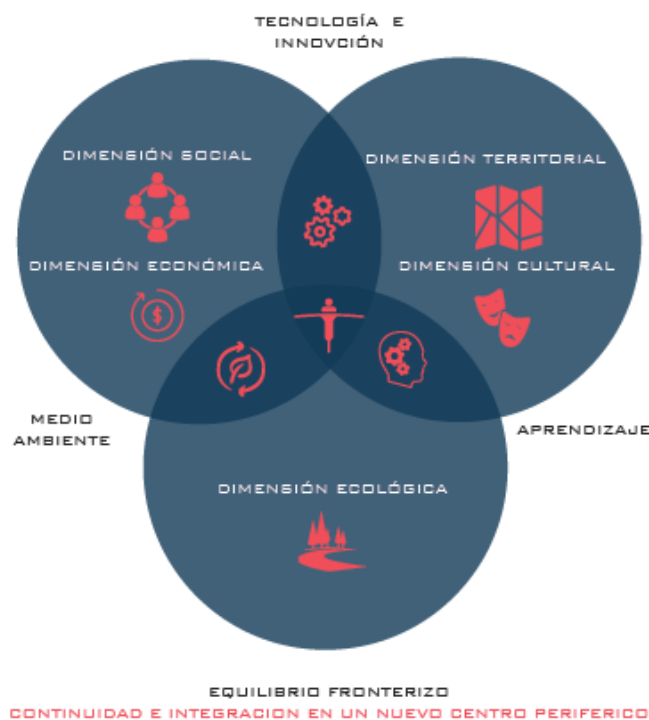 TECNOLOGÍA E
INNOVCIÓN
DIMENSIÓN SOCIAL
DIMENSIÓN TERRITORIAL
DIMENSIÓN ECONÓMICA
DIMENSIÓN CULTURAL
$
MEDIO
AMBIENTE
APRENDIZAJE
DIMENSIÓN ECOLÓGICA
EQUILIBRIO FRONTERIZO
CONTINUIDAD E INTEGRACION EN UN NUEVO CENTRO PERIFERICO